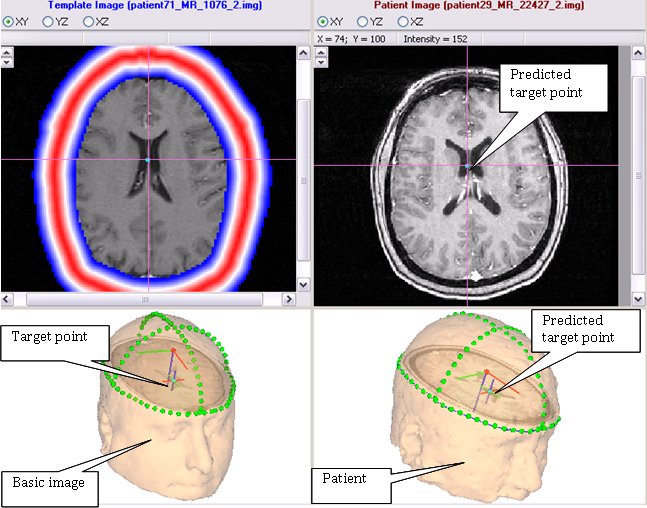 Template Image (patient71_MR_1076_2.img)
Patient Image (patient29_MR_22427_2.img)
XY YZ XZ
XY YZ XZ
X = 74; Y = 100 Intensity = 152
Predicted
target point
Target point
Predicted
target point
Basic image
Patient